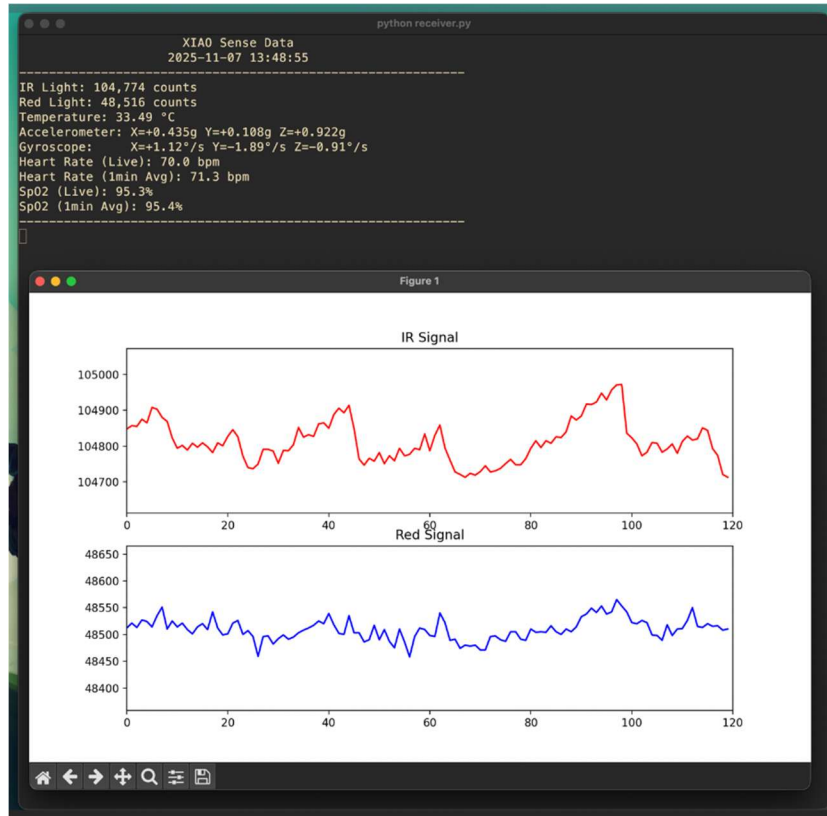 python receiver.py
XIAO Sense Data
2025-11-07 13:48:55
------------------------------------------------------------
IR Light: 104,774 counts
Red Light: 48,516 counts
Temperature: 33.49 °C
Accelerometer: X=+0.435g Y=+0.108g Z=+0.922g
Gyroscope: X=+1.12°/s Y=-1.89°/s Z=-0.91°/s
Heart Rate (Live): 70.0 bpm
Heart Rate (1min Avg): 71.3 bpm
SpO2 (Live): 95.3%
SpO2 (1min Avg): 95.4%
------------------------------------------------------------
Figure 1
IR Signal
105000
104900
104800
104700
0 20 40 60 80 100 120
Red Signal
48650
48600
48550
48500
48450
48400
0 20 40 60 80 100 120